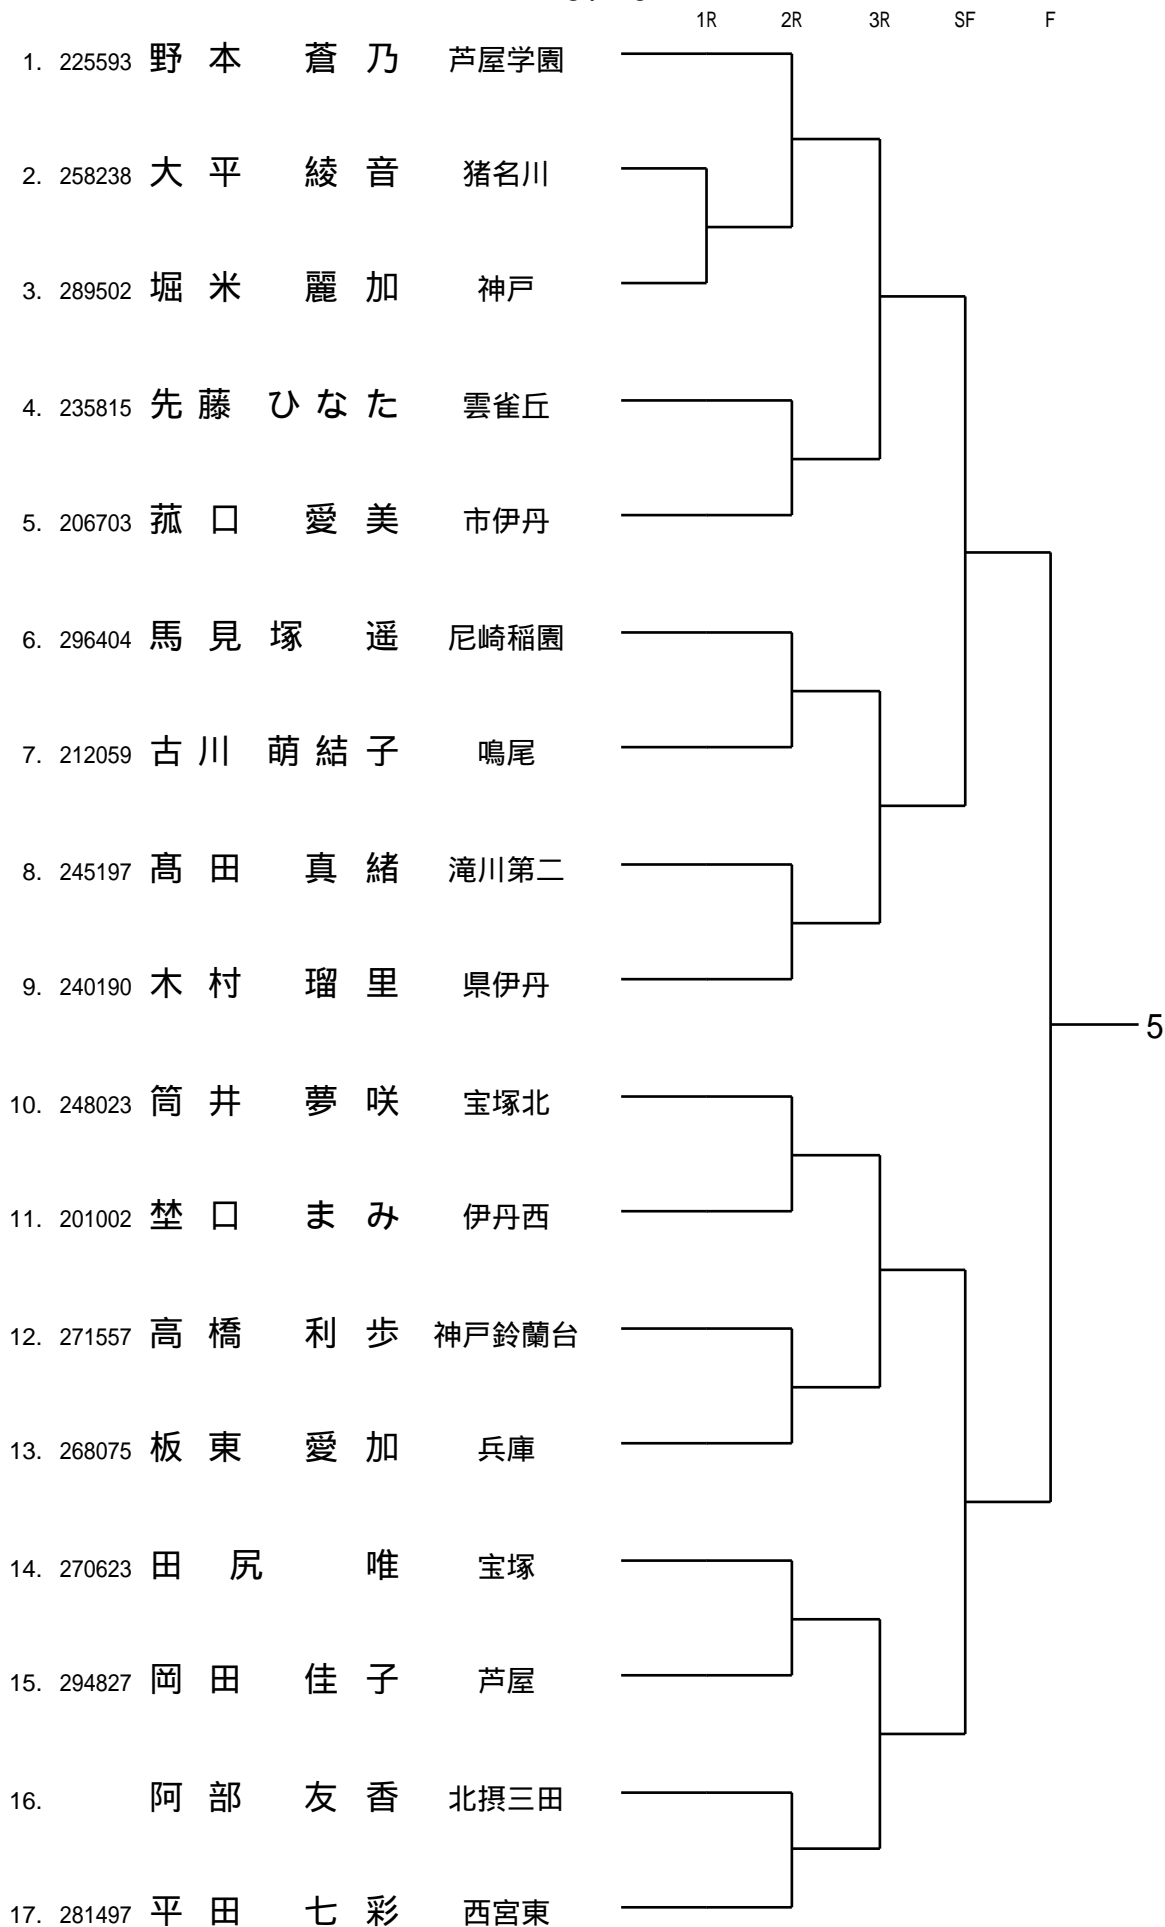 1R 2R 3R SF F
1. 225593 野本 蒼乃 芦屋学園
2. 258238 大平 綾音 猪名川
3. 289502 堀米 麗加 神戸
4. 235815 先藤 ひなた 雲雀丘
5. 206703 菰口 愛美 市伊丹
6. 296404 馬見塚 遥 尼崎稲園
7. 212059 古川 萌結子 鳴尾
8. 245197 髙田 真緒 滝川第二
9. 240190 木村 瑠里 県伊丹
5
10. 248023 筒井 夢咲 宝塚北
11. 201002 埜口 まみ 伊丹西
12. 271557 高橋 利歩 神戸鈴蘭台
13. 268075 板東 愛加 兵庫
14. 270623 田尻 唯 宝塚
15. 294827 岡田 佳子 芦屋
16. 阿部 友香 北摂三田
17. 281497 平田 七彩 西宮東